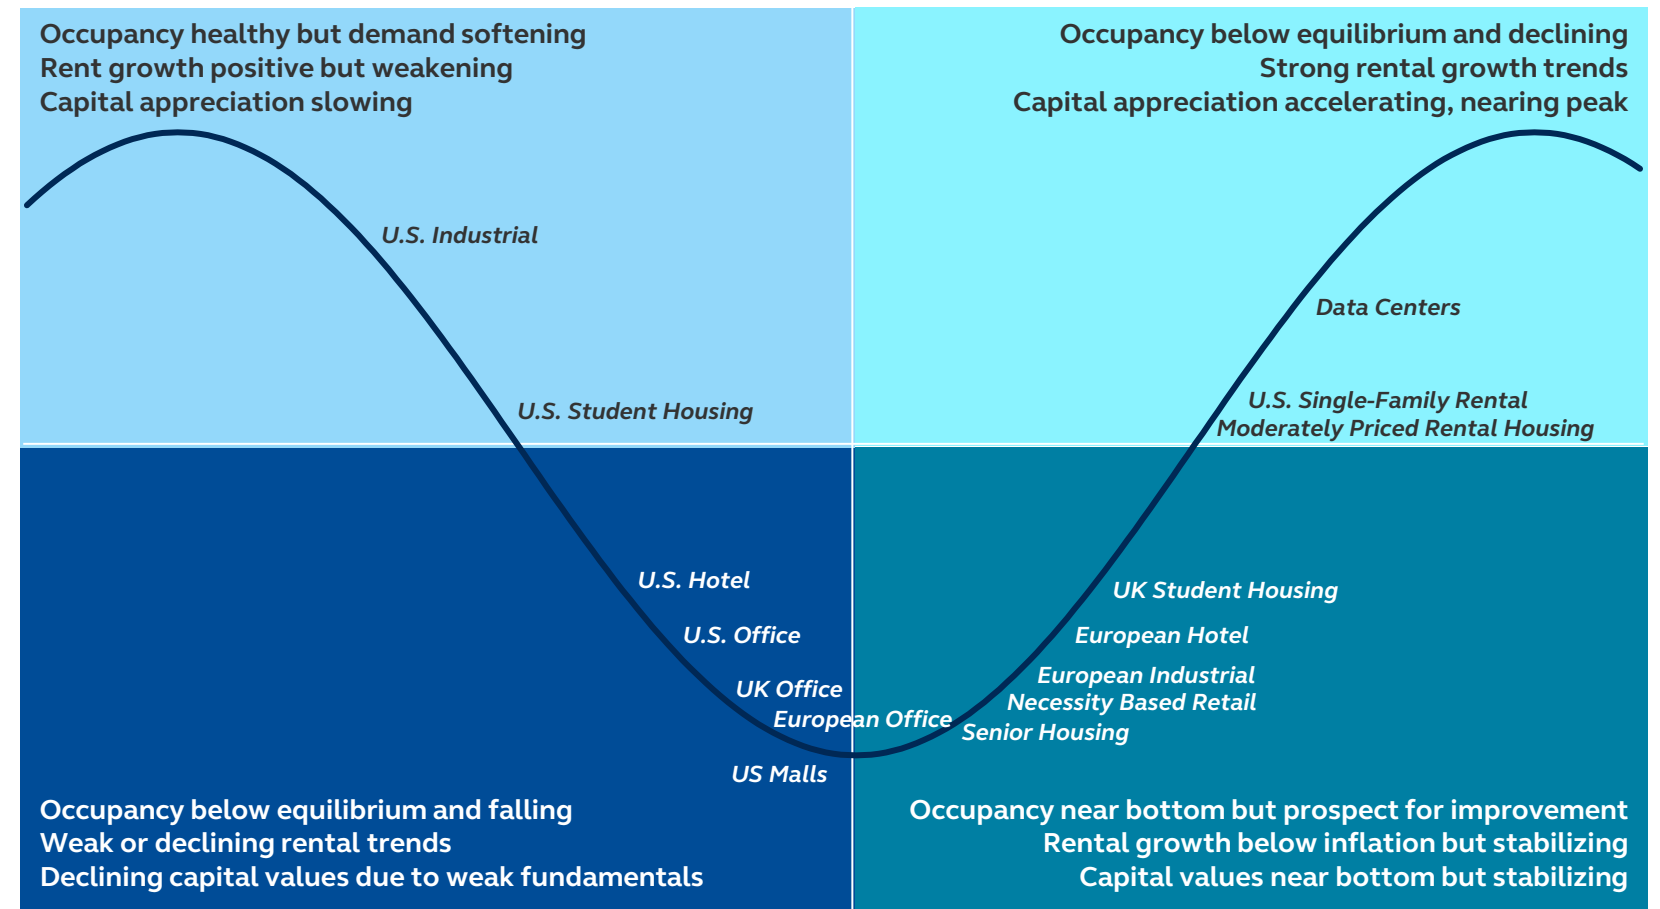 Occupancy healthy but demand softening
Rent growth positive but weakening
Capital appreciation slowing
Occupancy below equilibrium and declining
Strong rental growth trends
Capital appreciation accelerating, nearing peak
U.S. Industrial
U.S. Student Housing
Data Centers
U.S. Single-Family Rental
Moderately Priced Rental Housing
U.S. Hotel
U.S. Office
UK Office
European Office
US Malls
UK Student Housing
European Hotel
European Industrial
Necessity Based Retail
Senior Housing
Occupancy below equilibrium and falling
Weak or declining rental trends
Declining capital values due to weak fundamentals
Occupancy near bottom but prospect for improvement
Rental growth below inflation but stabilizing
Capital values near bottom but stabilizing